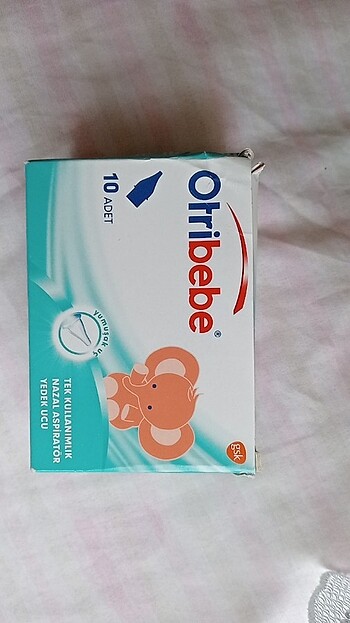 Otribebe®
10 ADET
yumuşak uç
TEK KULLANIMLIK
NAZAL ASPİRATÖR
YEDEK UCU
gsk